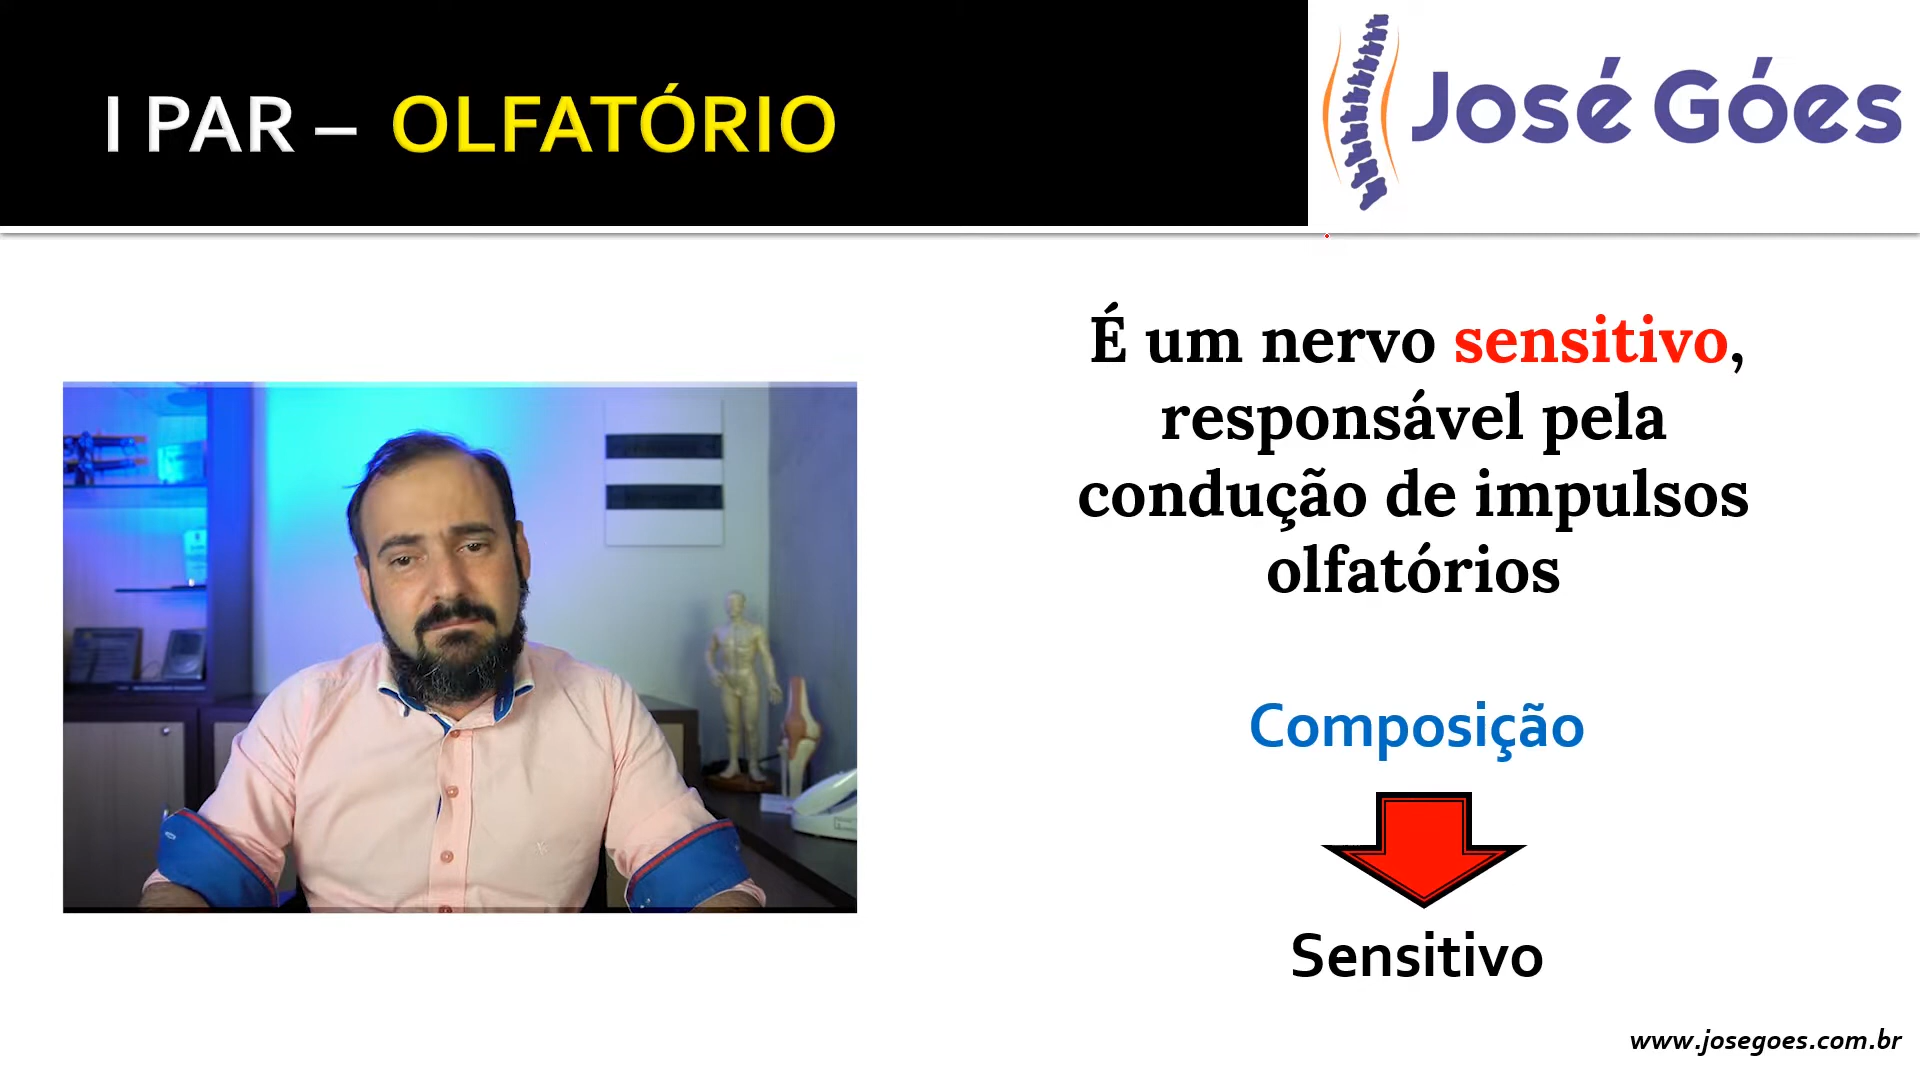 I PAR – OLFATÓRIO
José Góes
É um nervo sensitivo,
responsável pela
condução de impulsos
olfatórios
Composição
Sensitivo
www.josegoes.com.br